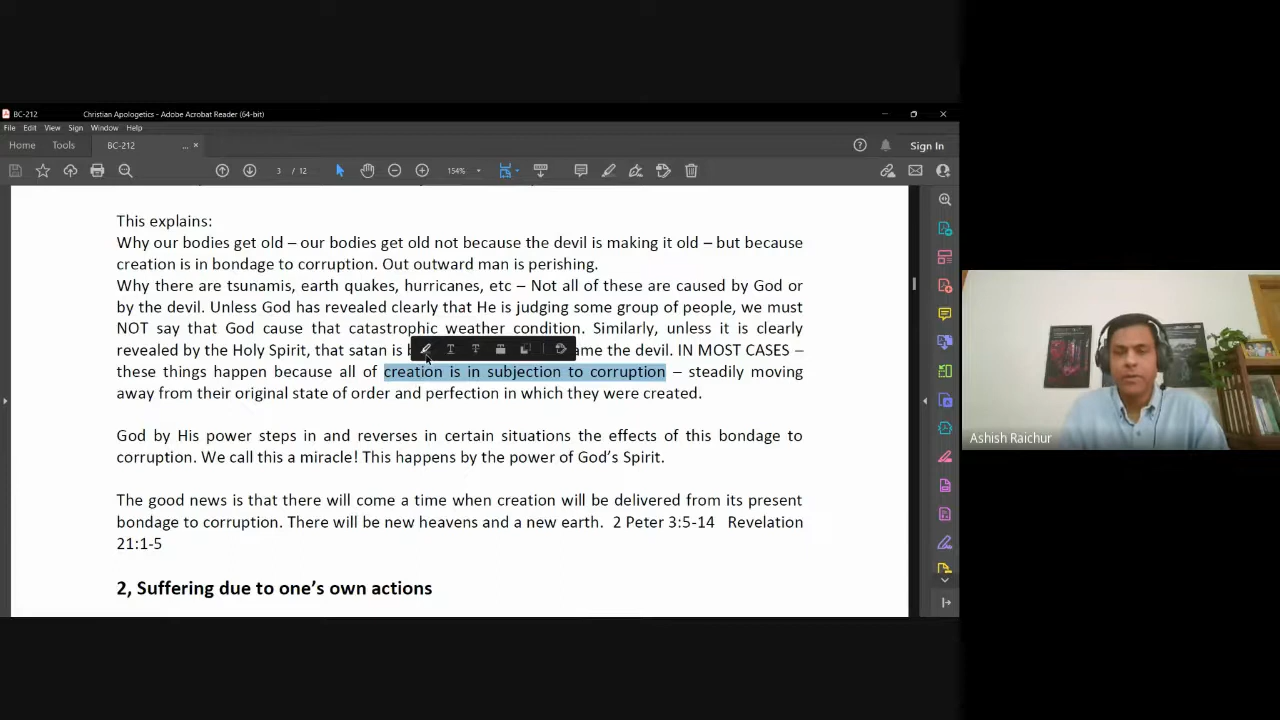 BC-212 Christian Apologetics - Adobe Acrobat Reader (64-bit)
File Edit View Sign Window Help
Home Tools BC-212 ... × Sign In
3 / 12 154%
This explains:
Why our bodies get old – our bodies get old not because the devil is making it old – but because
creation is in bondage to corruption. Out outward man is perishing.
Why there are tsnamis, earth quakes, hurricanes, etc – Not all of these are caused by God or
by the devil. Unless God has revealed clearly that He is judging some group of people, we must
NOT say that God cause that catastrophic weather condition. Similarly, unless it is clearly
revealed by the Holy Spirit, that satan is the devil. IN MOST CASES –
these things happen because all of creation is in subjection to corruption – steadily moving
away from their original state of order and perfection in which they were created.
God by His power steps in and reverses in certain situations the effects of this bondage to
corruption. We call this a miracle! This happens by the power of God's Spirit.
The good news is that there will come a time when creation will be delivered from its present
bondage to corruption. There will be new heavens and a new earth. 2 Peter 3:5-14 Revelation
21:1-5
2, Suffering due to one's own actions
Ashish Raichur